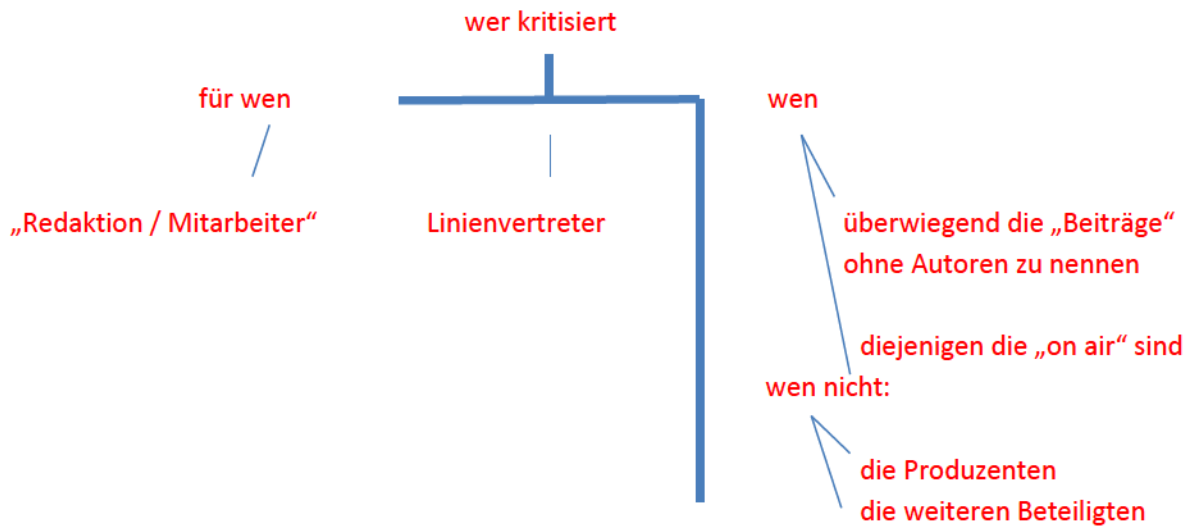 wer kritisiert
für wen
wen
„Redaktion / Mitarbeiter“
Linienvertreter
überwiegend die „Beiträge“
ohne Autoren zu nennen
diejenigen die „on air“ sind
wen nicht:
die Produzenten
die weiteren Beteiligten